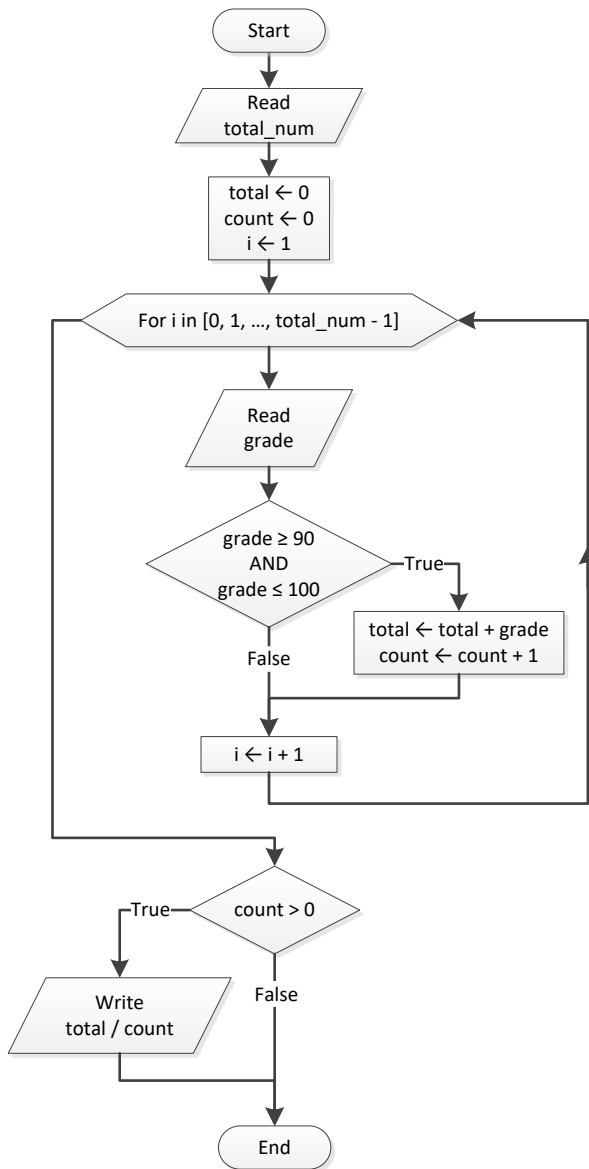 Start
Read
total_num
total ← 0
count ← 0
i ← 1
For i in [0, 1, ..., total_num - 1]
Read
grade
grade ≥ 90
AND
grade ≤ 100
True
total ← total + grade
count ← count + 1
False
i ← i + 1
count > 0
True
Write
total / count
False
End